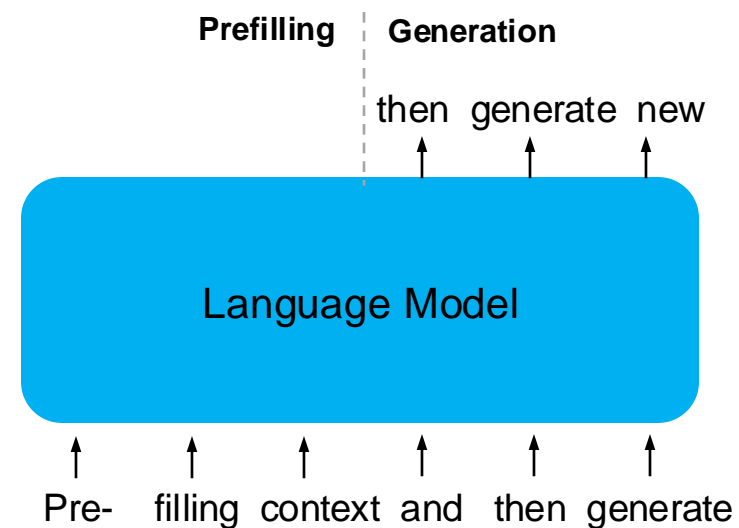 Prefilling Generation
then generate new
Language Model
Pre- filling context and then generate